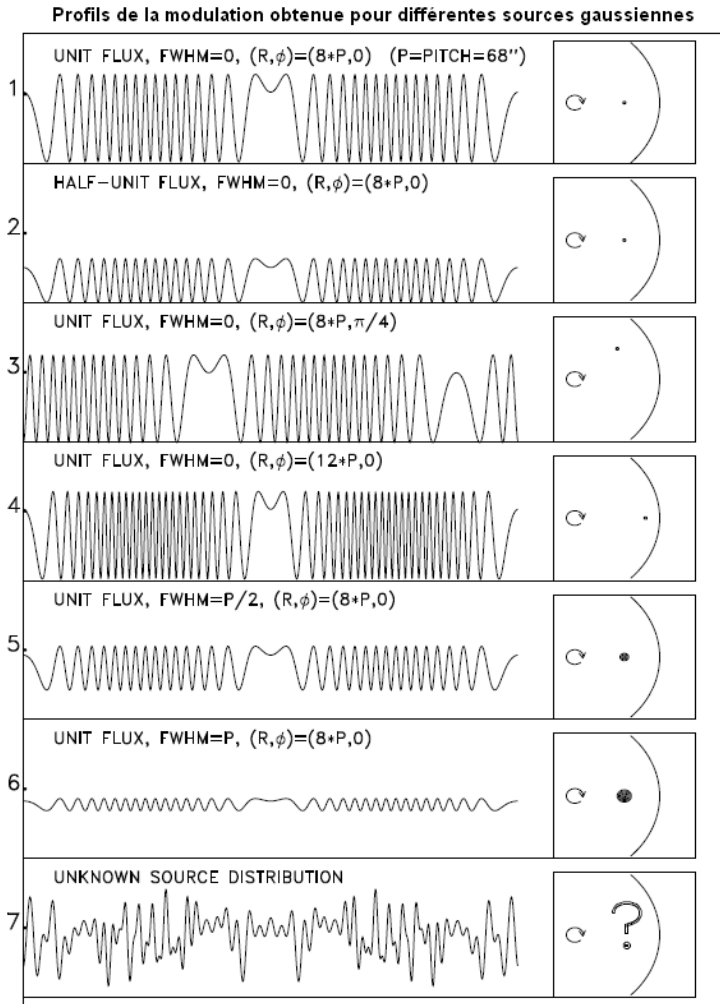 Profils de la modulation obtenue pour différentes sources gaussiennes
UNIT FLUX, FWHM=0, (R,ϕ)=(8*P,0) (P=PITCH=68")
1.
HALF-UNIT FLUX, FWHM=0, (R,ϕ)=(8*P,0)
2.
UNIT FLUX, FWHM=0, (R,ϕ)=(8*P,π/4)
3.
UNIT FLUX, FWHM=0, (R,ϕ)=(12*P,0)
4.
UNIT FLUX, FWHM=P/2, (R,ϕ)=(8*P,0)
5.
UNIT FLUX, FWHM=P, (R,ϕ)=(8*P,0)
6.
UNKNOWN SOURCE DISTRIBUTION
7.
?